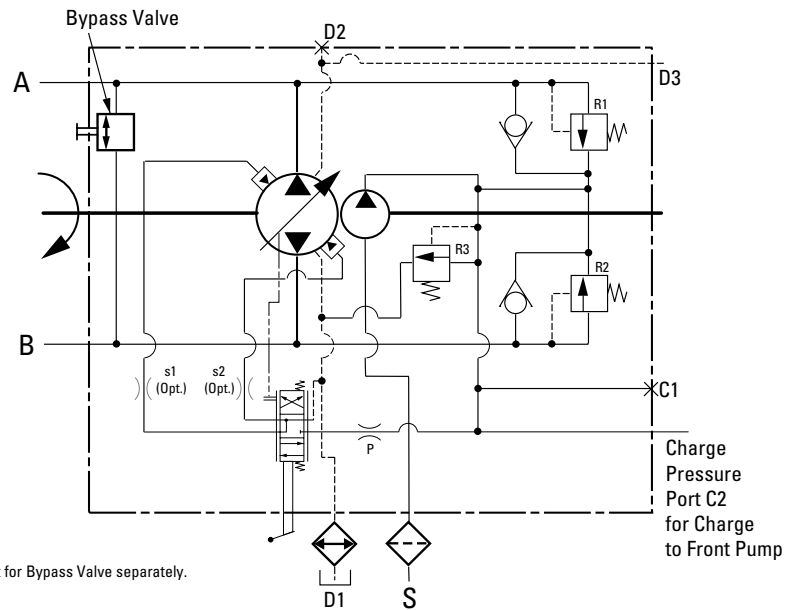 Bypass Valve
D2
A
D3
R1
R3
R2
B
s1
(Opt.)
s2
(Opt.)
C1
P
Charge
Pressure
Port C2
for Charge
to Front Pump
for Bypass Valve separately.
D1
S